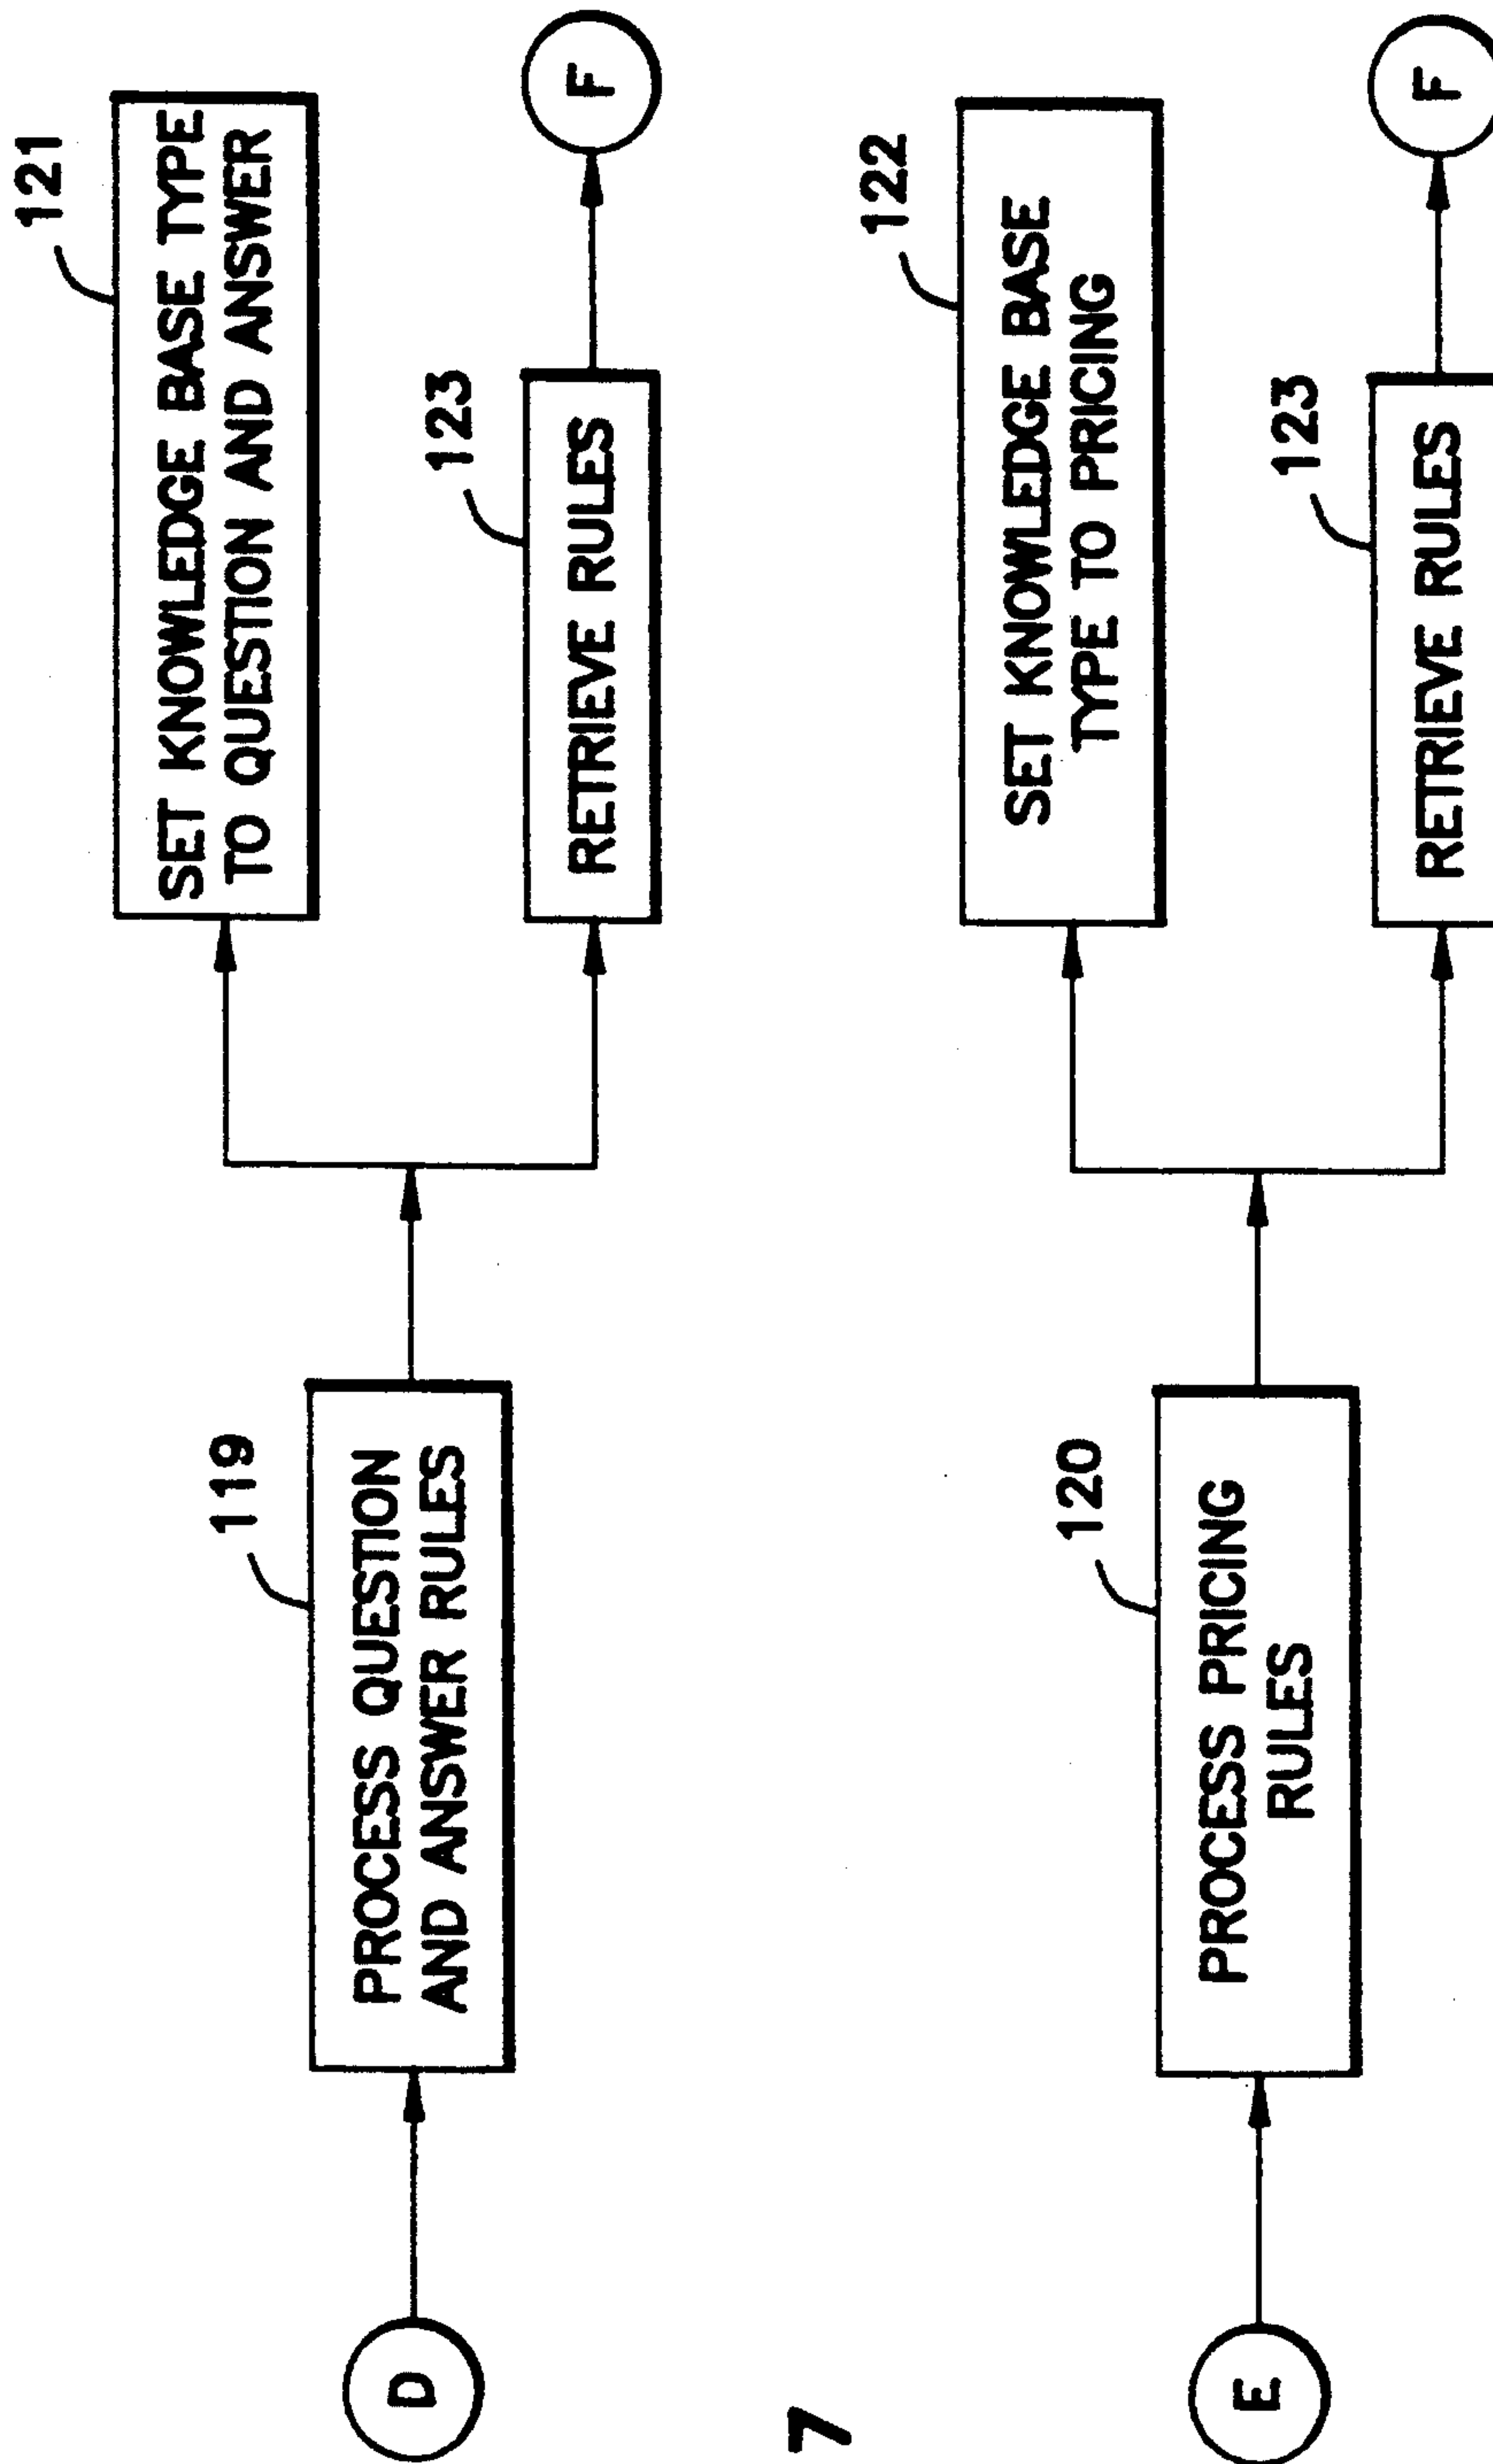 D
119
PROCESS QUESTION
AND ANSWER RULES
121
SET KNOWLEDGE BASE TYPE
TO QUESTION AND ANSWER
123
RETRIEVE RULES
F
7
E
120
PROCESS PRICING
RULES
122
SET KNOWLEDGE BASE
TYPE TO PRICING
123
RETRIEVE RULES
F